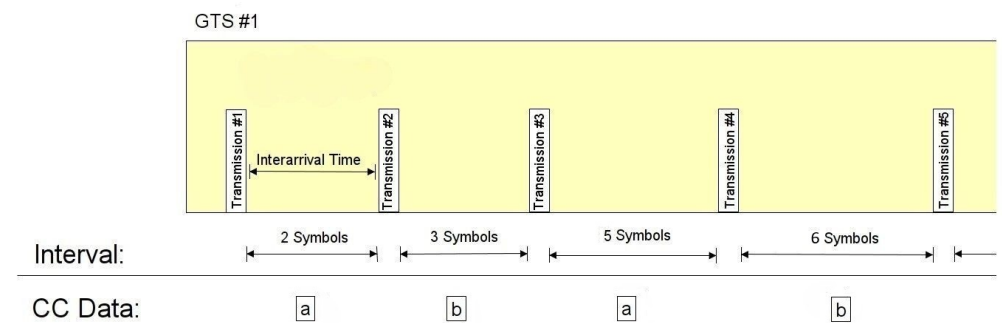 GTS #1
Transmission #1
Interarrival Time
Transmission #2
Transmission #3
Transmission #4
Transmission #5
Interval:
2 Symbols
3 Symbols
5 Symbols
6 Symbols
CC Data:
a
b
a
b